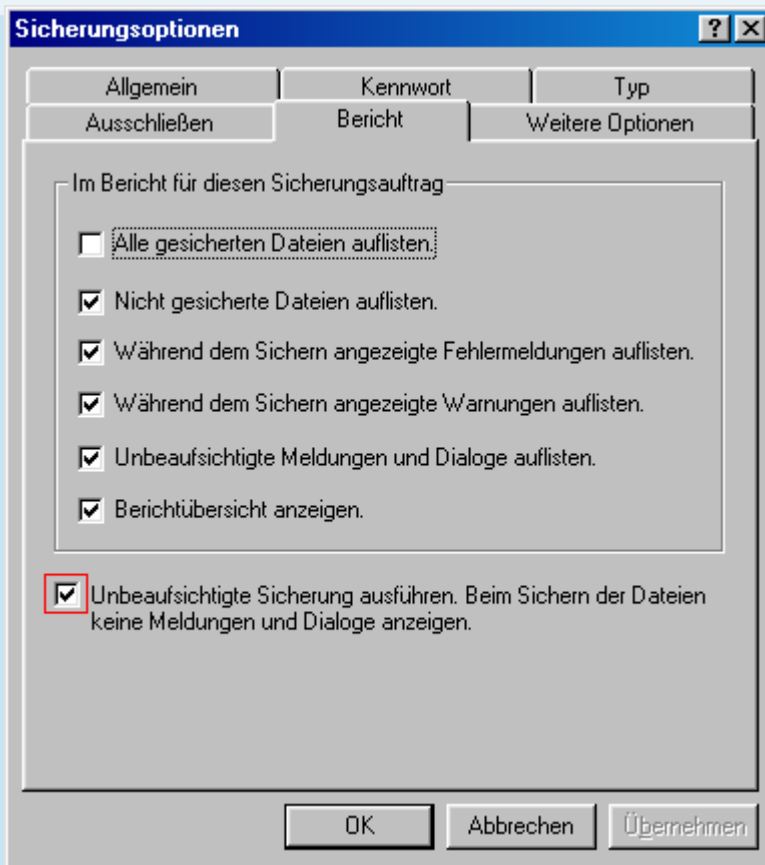 Sicherungsoptionen
Allgemein
Kennwort
Typ
Ausschließen
Bericht
Weitere Optionen
Im Bericht für diesen Sicherungsauftrag
Alle gesicherten Dateien auflisten.
Nicht gesicherte Dateien auflisten.
Während dem Sichern angezeigte Fehlermeldungen auflisten.
Während dem Sichern angezeigte Warnungen auflisten.
Unbeaufsichtigte Meldungen und Dialoge auflisten.
Berichtübersicht anzeigen.
Unbeaufsichtigte Sicherung ausführen. Beim Sichern der Dateien
keine Meldungen und Dialoge anzeigen.
OK
Abbrechen
Übernehmen